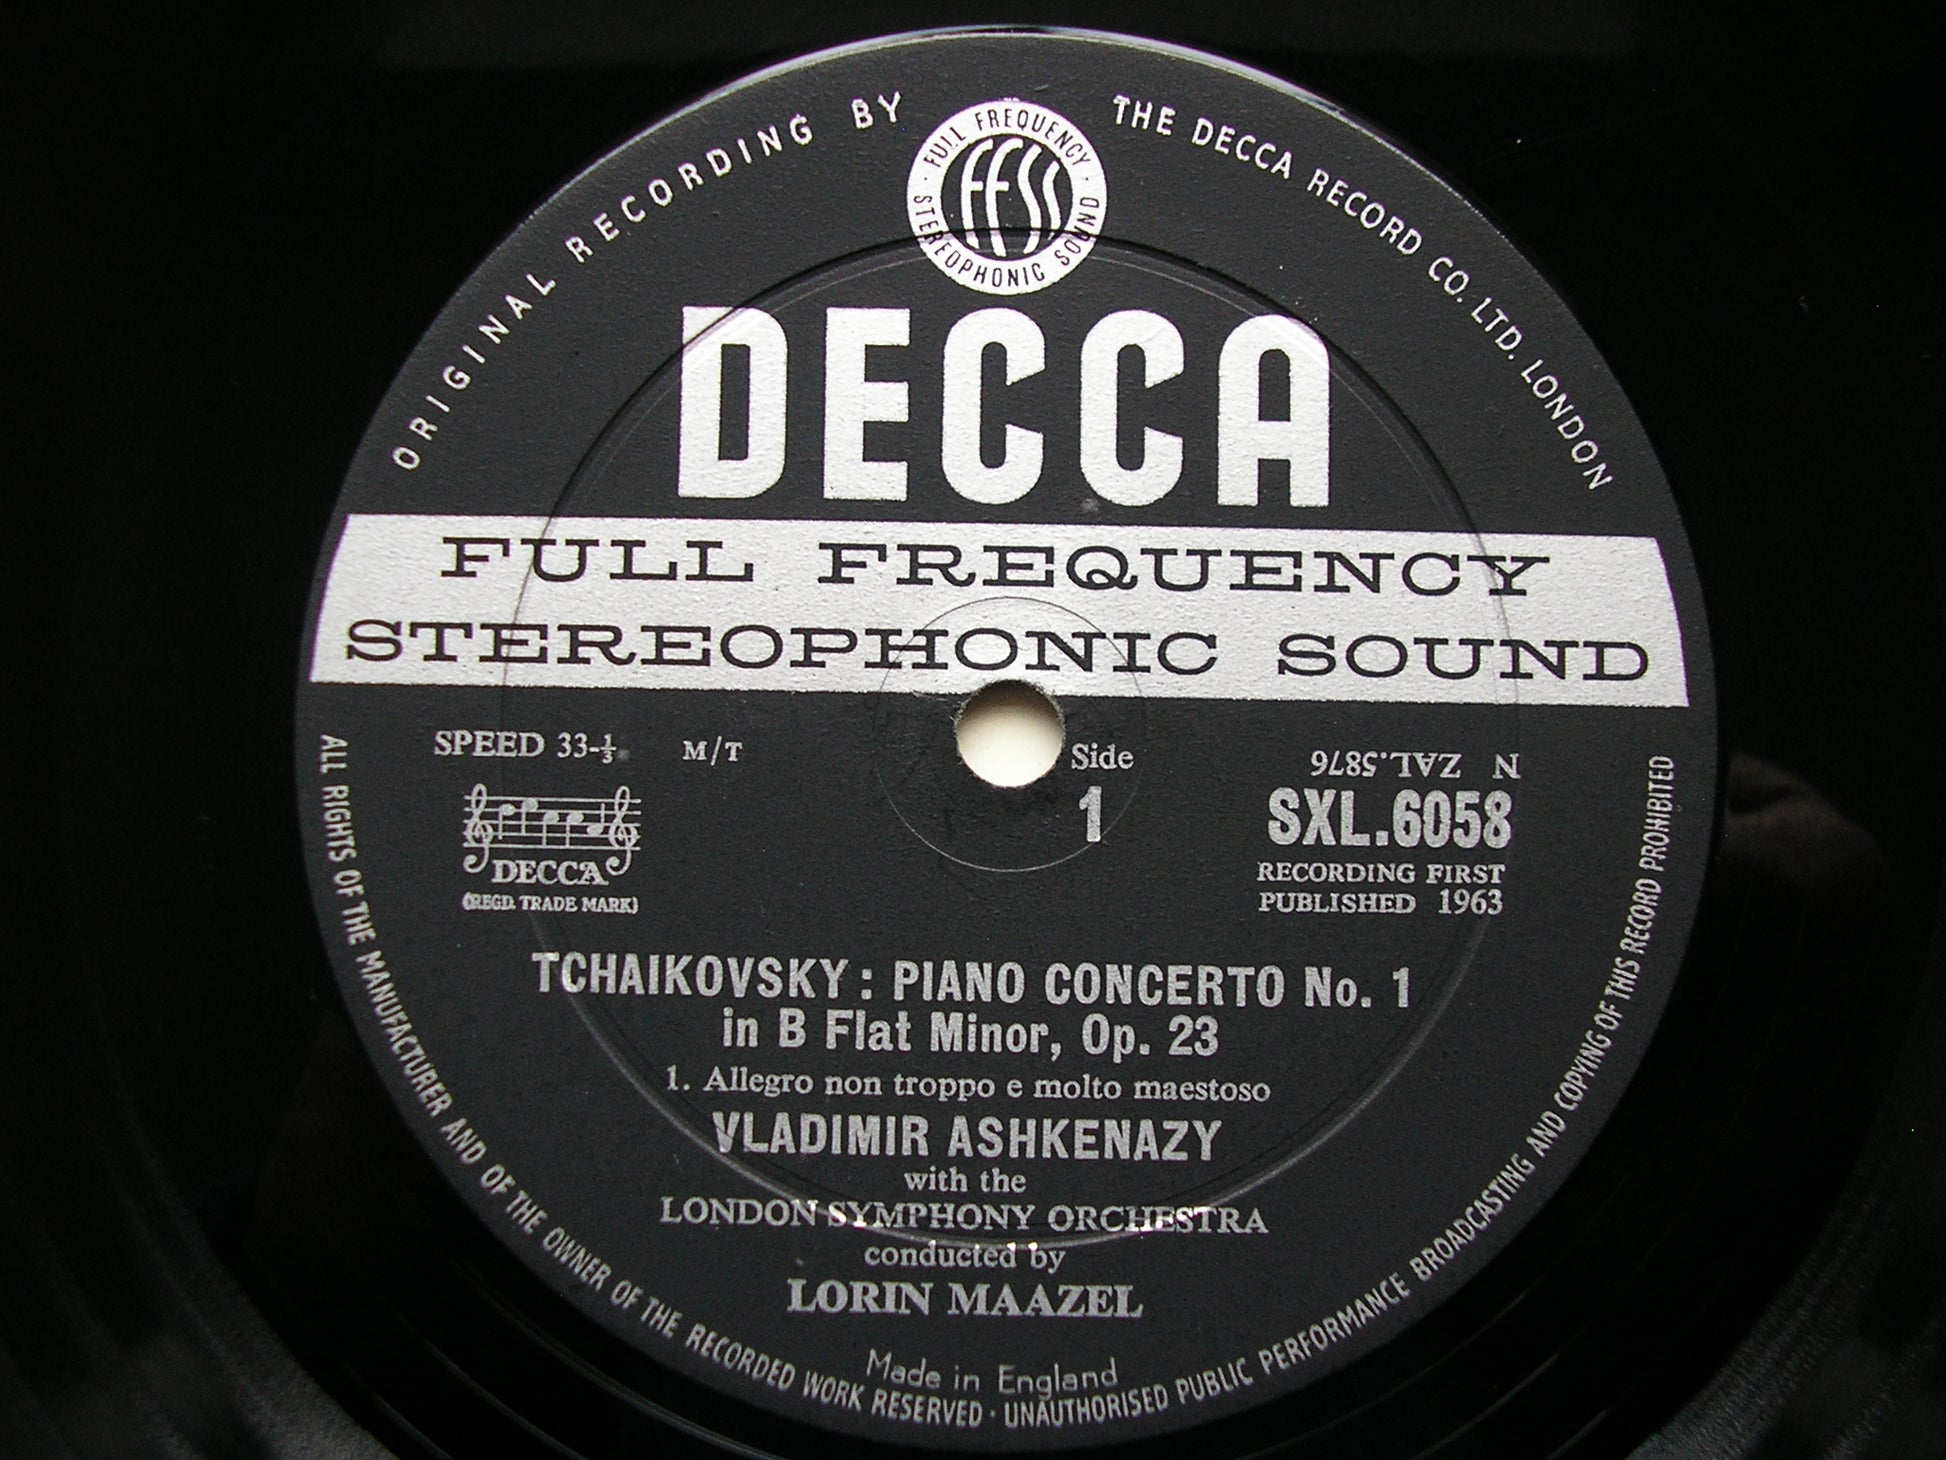 ORIGINAL RECORDING BY THE DECCA RECORD CO. LTD. LONDON
· FULL FREQUENCY · STEREOPHONIC SOUND
FFSS
DECCA
FULL FREQUENCY
STEREOPHONIC SOUND
SPEED 33-⅓ M/T
Side
1
N ZAL.5876
SXL.6058
RECORDING FIRST
PUBLISHED 1963
DECCA
(REGD. TRADE MARK)
TCHAIKOVSKY : PIANO CONCERTO No. 1
in B Flat Minor, Op. 23
1. Allegro non troppo e molto maestoso
VLADIMIR ASHKENAZY
with the
LONDON SYMPHONY ORCHESTRA
conducted by
LORIN MAAZEL
Made in England
ALL RIGHTS OF THE MANUFACTURER AND OF THE OWNER OF THE RECORDED WORK RESERVED · UNAUTHORISED PUBLIC PERFORMANCE BROADCASTING AND COPYING OF THIS RECORD PROHIBITED